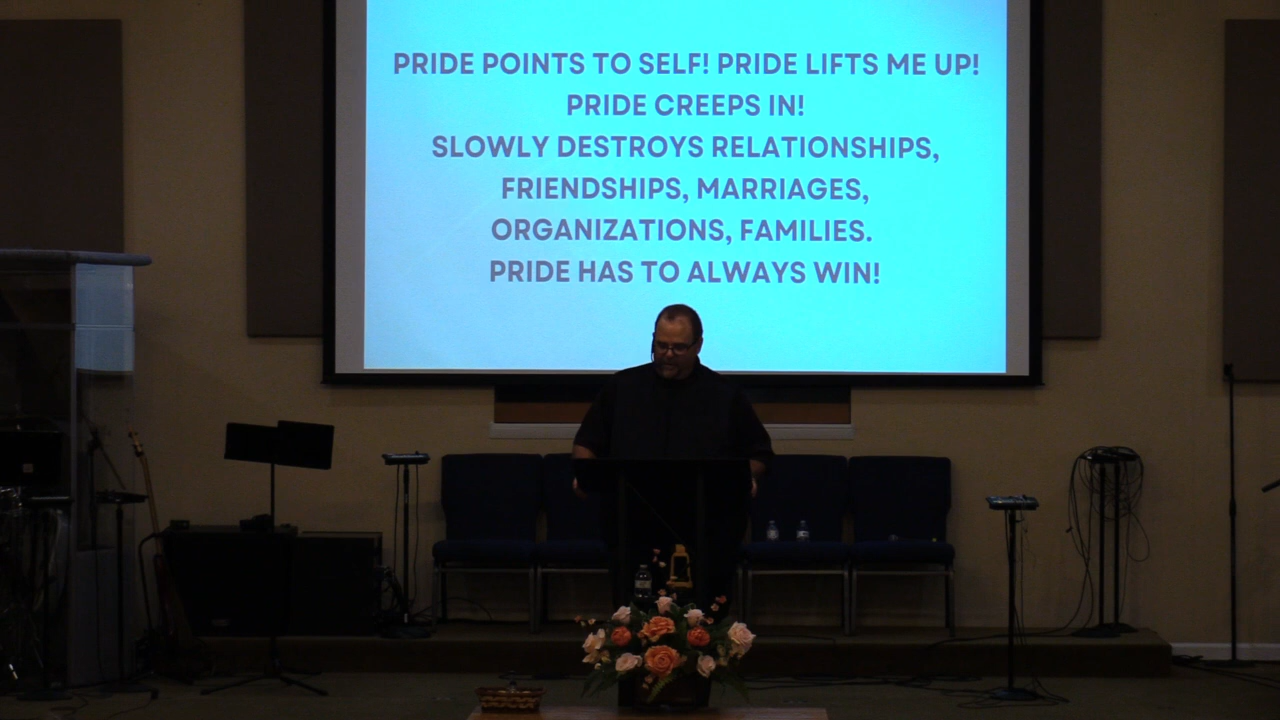 PRIDE POINTS TO SELF! PRIDE LIFTS ME UP!
PRIDE CREEPS IN!
SLOWLY DESTROYS RELATIONSHIPS,
FRIENDSHIPS, MARRIAGES,
ORGANIZATIONS, FAMILIES.
PRIDE HAS TO ALWAYS WIN!